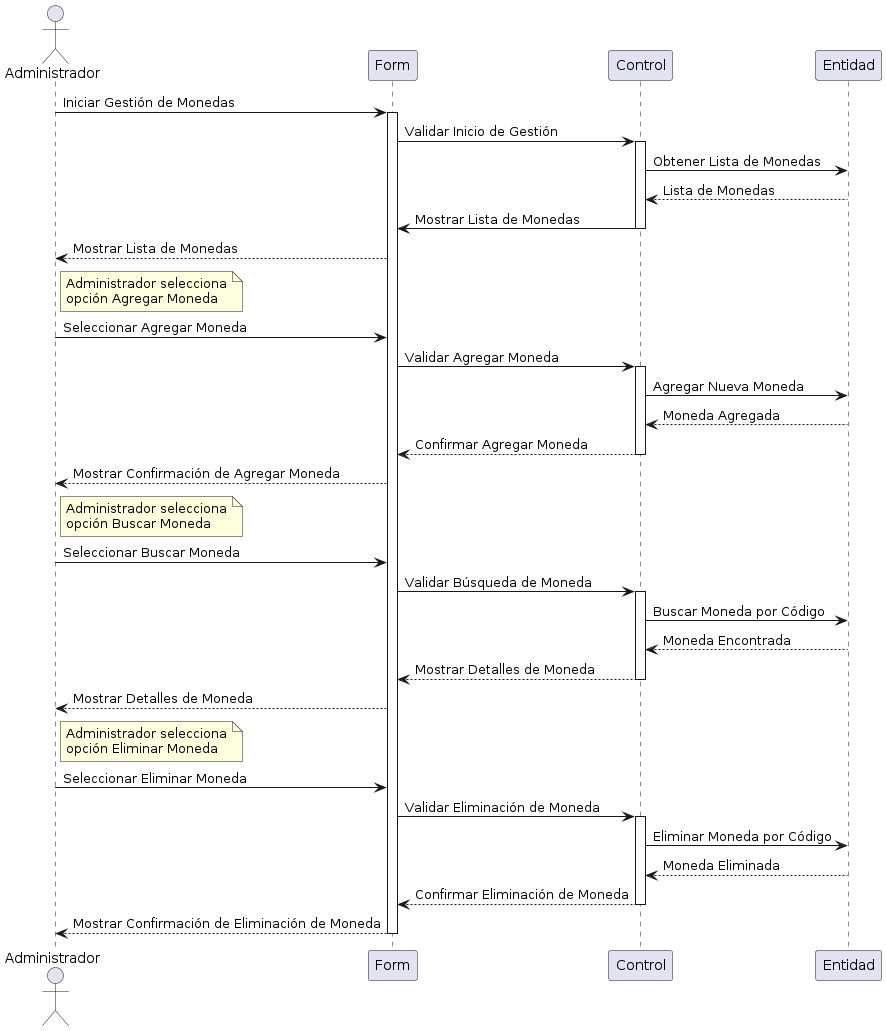 Administrador
Form
Control
Entidad
Iniciar Gestión de Monedas
Validar Inicio de Gestión
Obtener Lista de Monedas
Lista de Monedas
Mostrar Lista de Monedas
Mostrar Lista de Monedas
Administrador selecciona
opción Agregar Moneda
Seleccionar Agregar Moneda
Validar Agregar Moneda
Agregar Nueva Moneda
Moneda Agregada
Confirmar Agregar Moneda
Mostrar Confirmación de Agregar Moneda
Administrador selecciona
opción Buscar Moneda
Seleccionar Buscar Moneda
Validar Búsqueda de Moneda
Buscar Moneda por Código
Moneda Encontrada
Mostrar Detalles de Moneda
Mostrar Detalles de Moneda
Administrador selecciona
opción Eliminar Moneda
Seleccionar Eliminar Moneda
Validar Eliminación de Moneda
Eliminar Moneda por Código
Moneda Eliminada
Confirmar Eliminación de Moneda
Mostrar Confirmación de Eliminación de Moneda
Administrador
Form
Control
Entidad